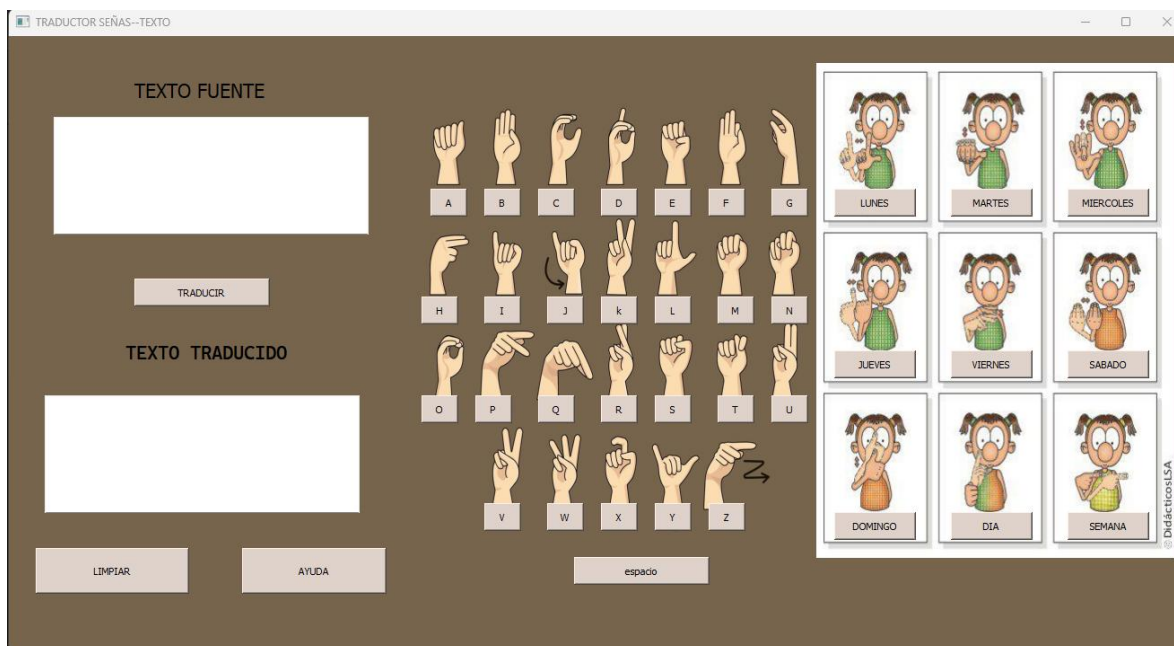 TRADUCTOR SEÑAS--TEXTO
TEXTO FUENTE
TRADUCIR
TEXTO TRADUCIDO
LIMPIAR
AYUDA
A B C D E F G
H I J k L M N
O P Q R S T U
V W X Y Z
espacio
LUNES MARTES MIERCOLES
JUEVES VIERNES SABADO
DOMINGO DIA SEMANA
©DidácticosLSA